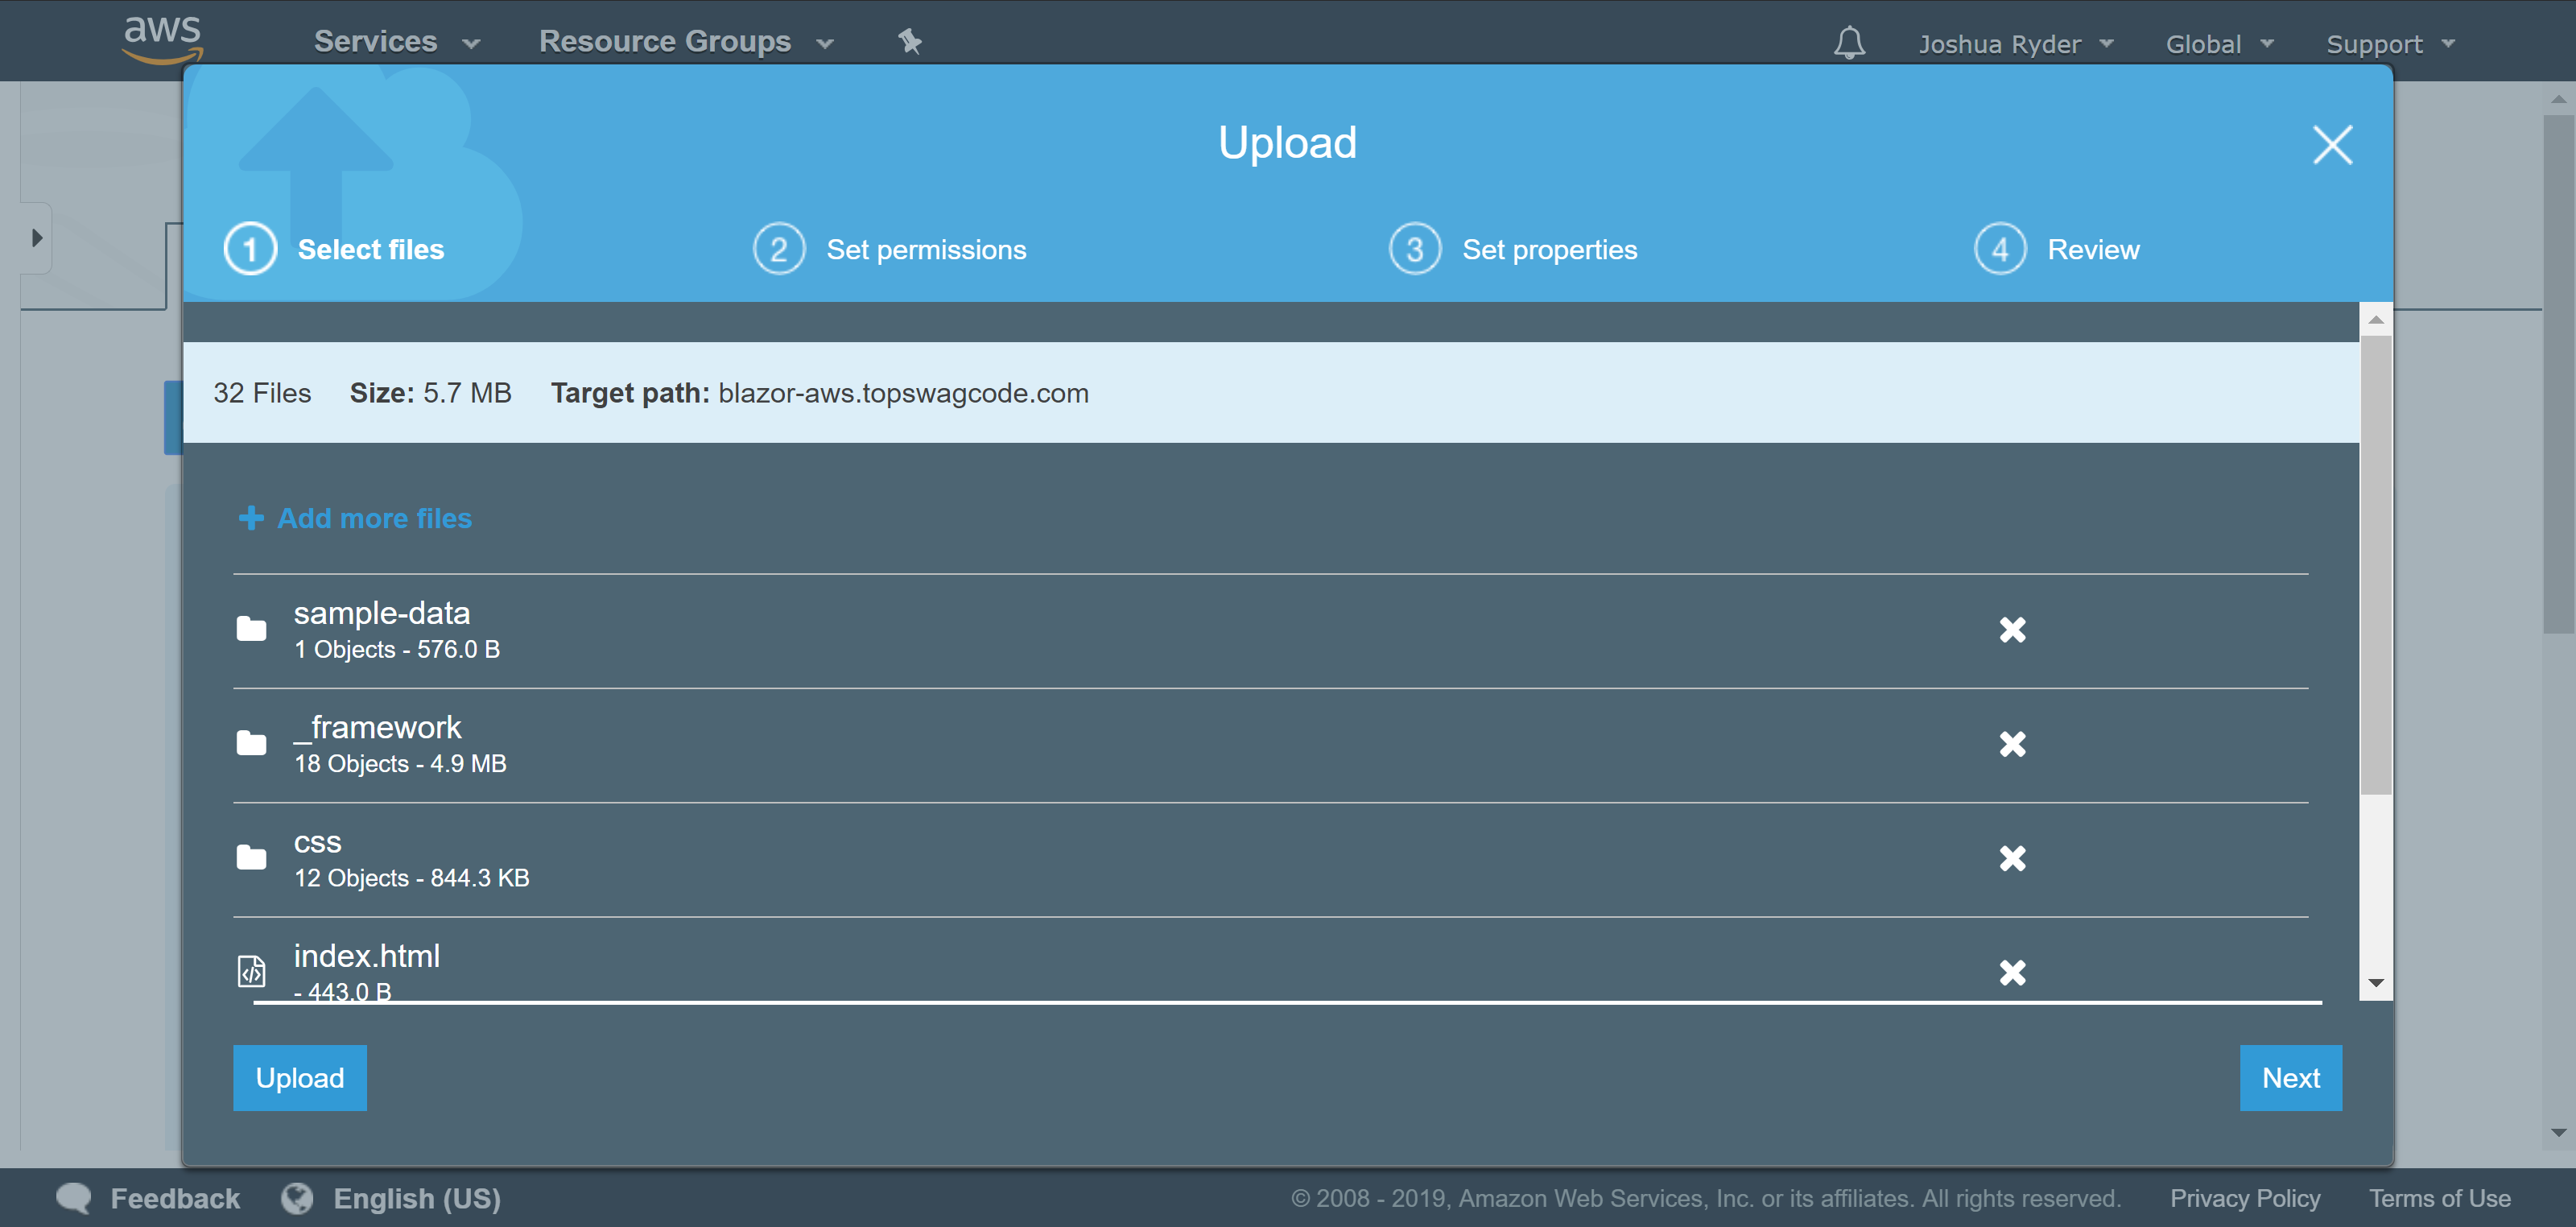 aws Services Resource Groups Joshua Ryder Global Support
Upload
1 Select files 2 Set permissions 3 Set properties 4 Review
32 Files Size: 5.7 MB Target path: blazor-aws.topswagcode.com
Add more files
sample-data
1 Objects - 576.0 B
_framework
18 Objects - 4.9 MB
css
12 Objects - 844.3 KB
index.html
- 443.0 B
Upload Next
Feedback English (US) © 2008 - 2019, Amazon Web Services, Inc. or its affiliates. All rights reserved. Privacy Policy Terms of Use